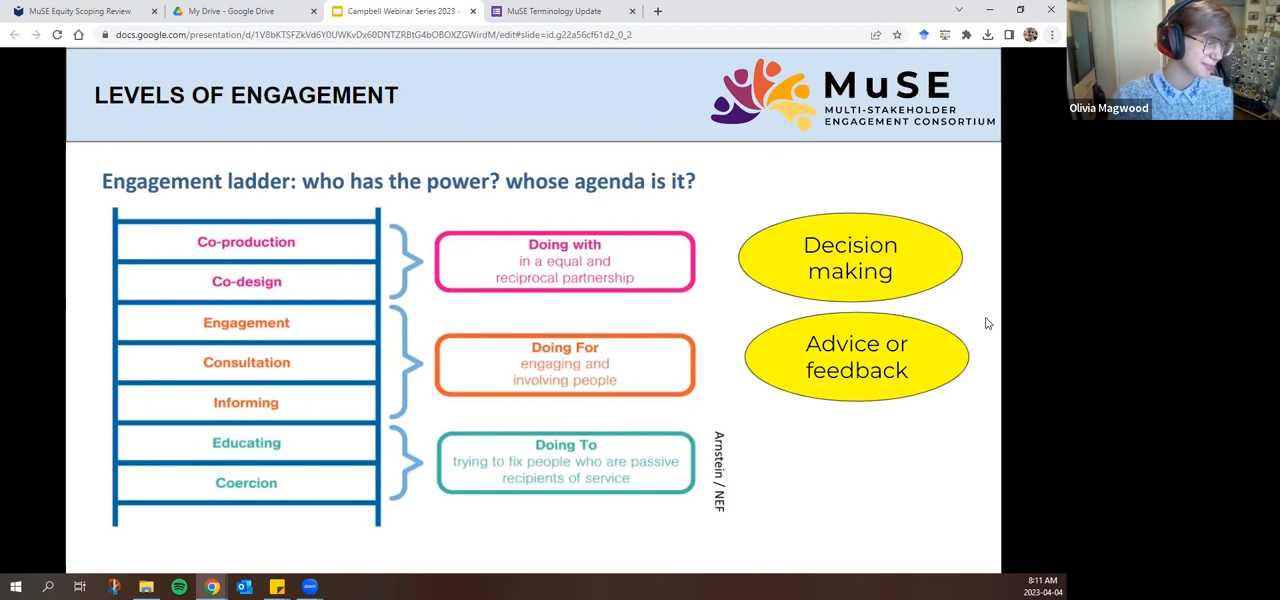 MuSE Equity Scoping Review
My Drive - Google Drive
Campbell Webinar Series 2023 -
MuSE Terminology Update
docs.google.com/presentation/d/1V8bKTSFZkVd6Y0UWKvDx60DNTZRBtG4bOBOXZGWirdM/edit#slide=id.g22a56cf61d2_0_2
Olivia Magwood
LEVELS OF ENGAGEMENT
MuSE
MULTI-STAKEHOLDER
ENGAGEMENT CONSORTIUM
Engagement ladder: who has the power? whose agenda is it?
Co-production
Co-design
Engagement
Consultation
Informing
Educating
Coercion
Doing with
in a equal and
reciprocal partnership
Doing For
engaging and
involving people
Doing To
trying to fix people who are passive
recipients of service
Arnstein / NEF
Decision
making
Advice or
feedback
8:11 AM
2023-04-04